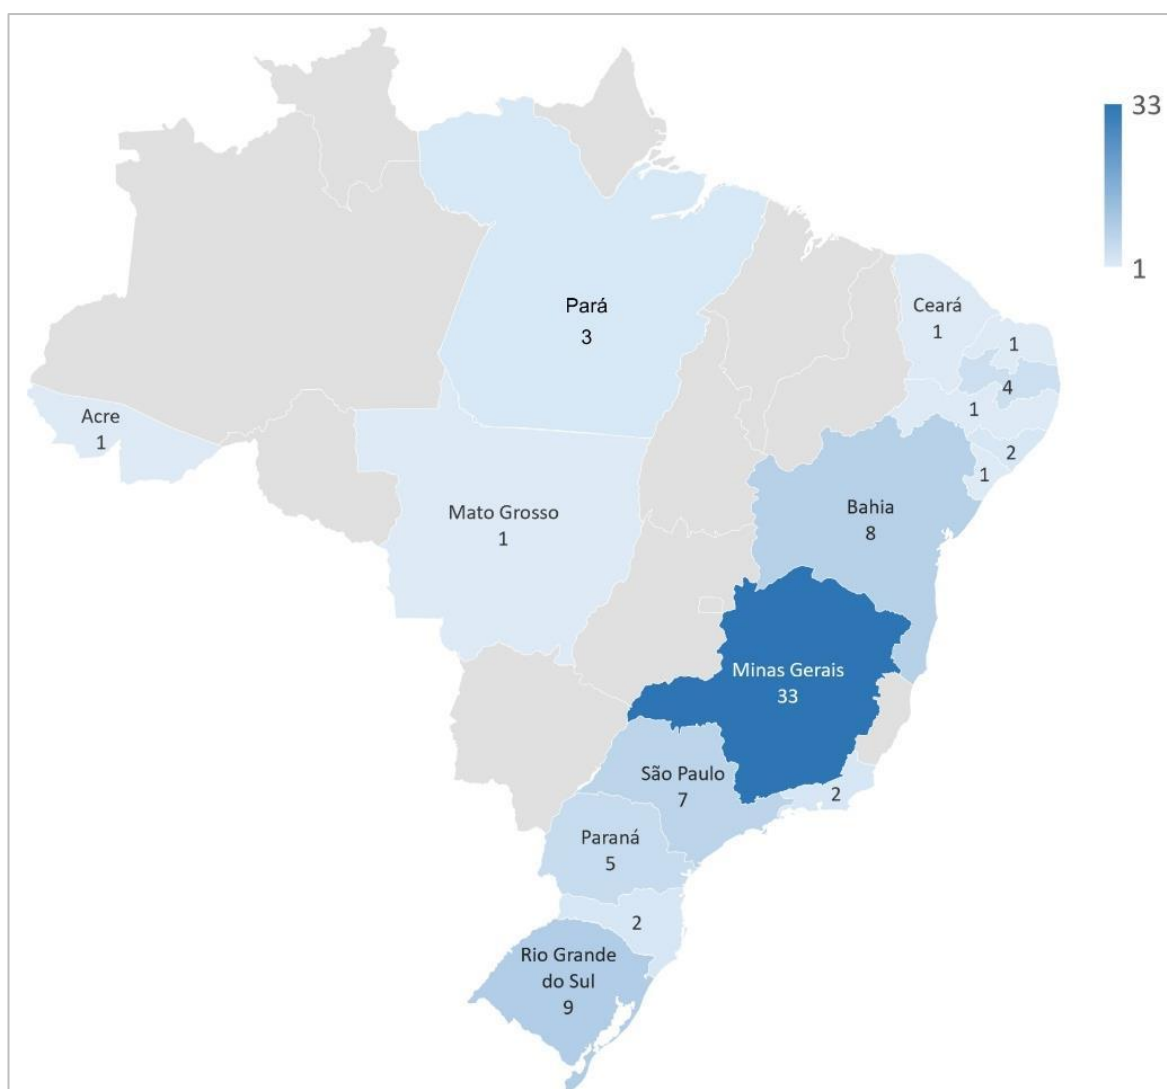 33
1
Pará
3
Ceará
1
1
4
1
2
1
Acre
1
Mato Grosso
1
Bahia
8
Minas Gerais
33
São Paulo
7
2
Paraná
5
2
Rio Grande
do Sul
9